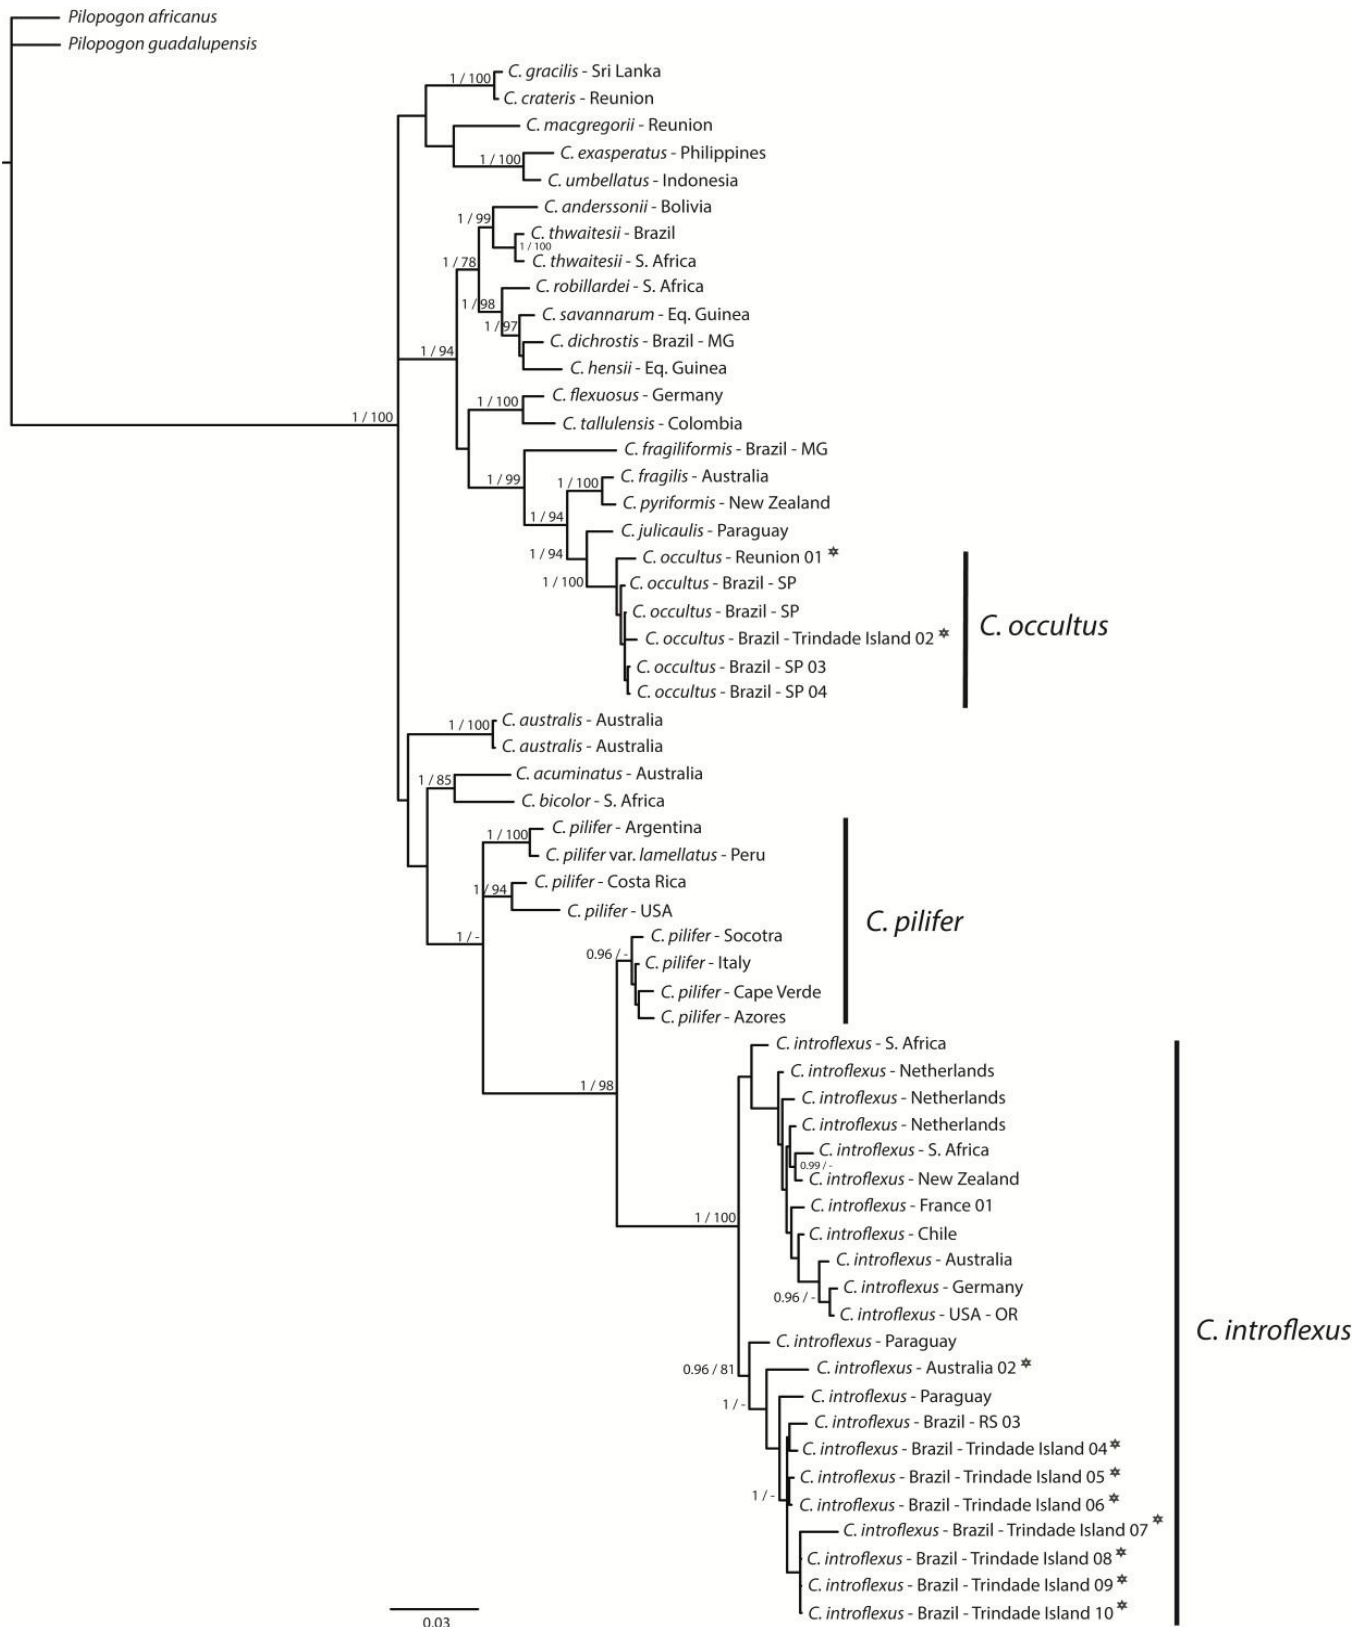 Pilopogon africanus
Pilopogon guadalupensis
C. gracilis - Sri Lanka
1 / 100
C. crateris - Reunion
C. macgregorii - Reunion
C. exasperatus - Philippines
1 / 100
C. umbellatus - Indonesia
C. anderssonii - Bolivia
1 / 99
C. thwaitesii - Brazil
1 / 100
C. thwaitesii - S. Africa
1 / 78
C. robillardei - S. Africa
1 / 98
C. savannarum - Eq. Guinea
1 / 97
C. dichrostis - Brazil - MG
1 / 94
C. hensii - Eq. Guinea
C. flexuosus - Germany
1 / 100
1 / 100
C. tallulensis - Colombia
C. fragiliformis - Brazil - MG
C. fragilis - Australia
1 / 99
1 / 100
C. pyriformis - New Zealand
1 / 94
C. julicaulis - Paraguay
1 / 94
C. occultus - Reunion 01 ✡
1 / 100
C. occultus - Brazil - SP
C. occultus - Brazil - SP
C. occultus
C. occultus - Brazil - Trindade Island 02 ✡
C. occultus - Brazil - SP 03
C. occultus - Brazil - SP 04
C. australis - Australia
1 / 100
C. australis - Australia
C. acuminatus - Australia
1 / 85
C. bicolor - S. Africa
C. pilifer - Argentina
1 / 100
C. pilifer var. lamellatus - Peru
C. pilifer - Costa Rica
1 / 94
C. pilifer - USA
C. pilifer
1 / -
C. pilifer - Socotra
0.96 / -
C. pilifer - Italy
C. pilifer - Cape Verde
C. pilifer - Azores
C. introflexus - S. Africa
C. introflexus - Netherlands
1 / 98
C. introflexus - Netherlands
C. introflexus - Netherlands
C. introflexus - S. Africa
0.99 / -
C. introflexus - New Zealand
C. introflexus - France 01
1 / 100
C. introflexus - Chile
C. introflexus - Australia
C. introflexus - Germany
0.96 / -
C. introflexus - USA - OR
C. introflexus
C. introflexus - Paraguay
0.96 / 81
C. introflexus - Australia 02 ✡
1 / -
C. introflexus - Paraguay
C. introflexus - Brazil - RS 03
C. introflexus - Brazil - Trindade Island 04 ✡
C. introflexus - Brazil - Trindade Island 05 ✡
1 / -
C. introflexus - Brazil - Trindade Island 06 ✡
C. introflexus - Brazil - Trindade Island 07 ✡
C. introflexus - Brazil - Trindade Island 08 ✡
C. introflexus - Brazil - Trindade Island 09 ✡
C. introflexus - Brazil - Trindade Island 10 ✡
0.03